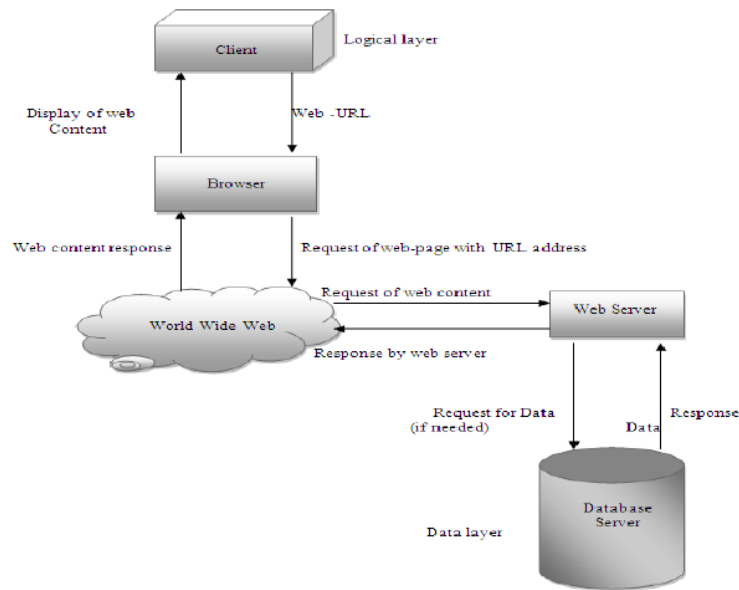 Client
Logical layer
Display of web
Content
Web -URL
Browser
Web content response
Request of web-page with URL address
Request of web content
World Wide Web
Web Server
Response by web server
Request for Data
(if needed)
Response
Data
Database
Server
Data layer